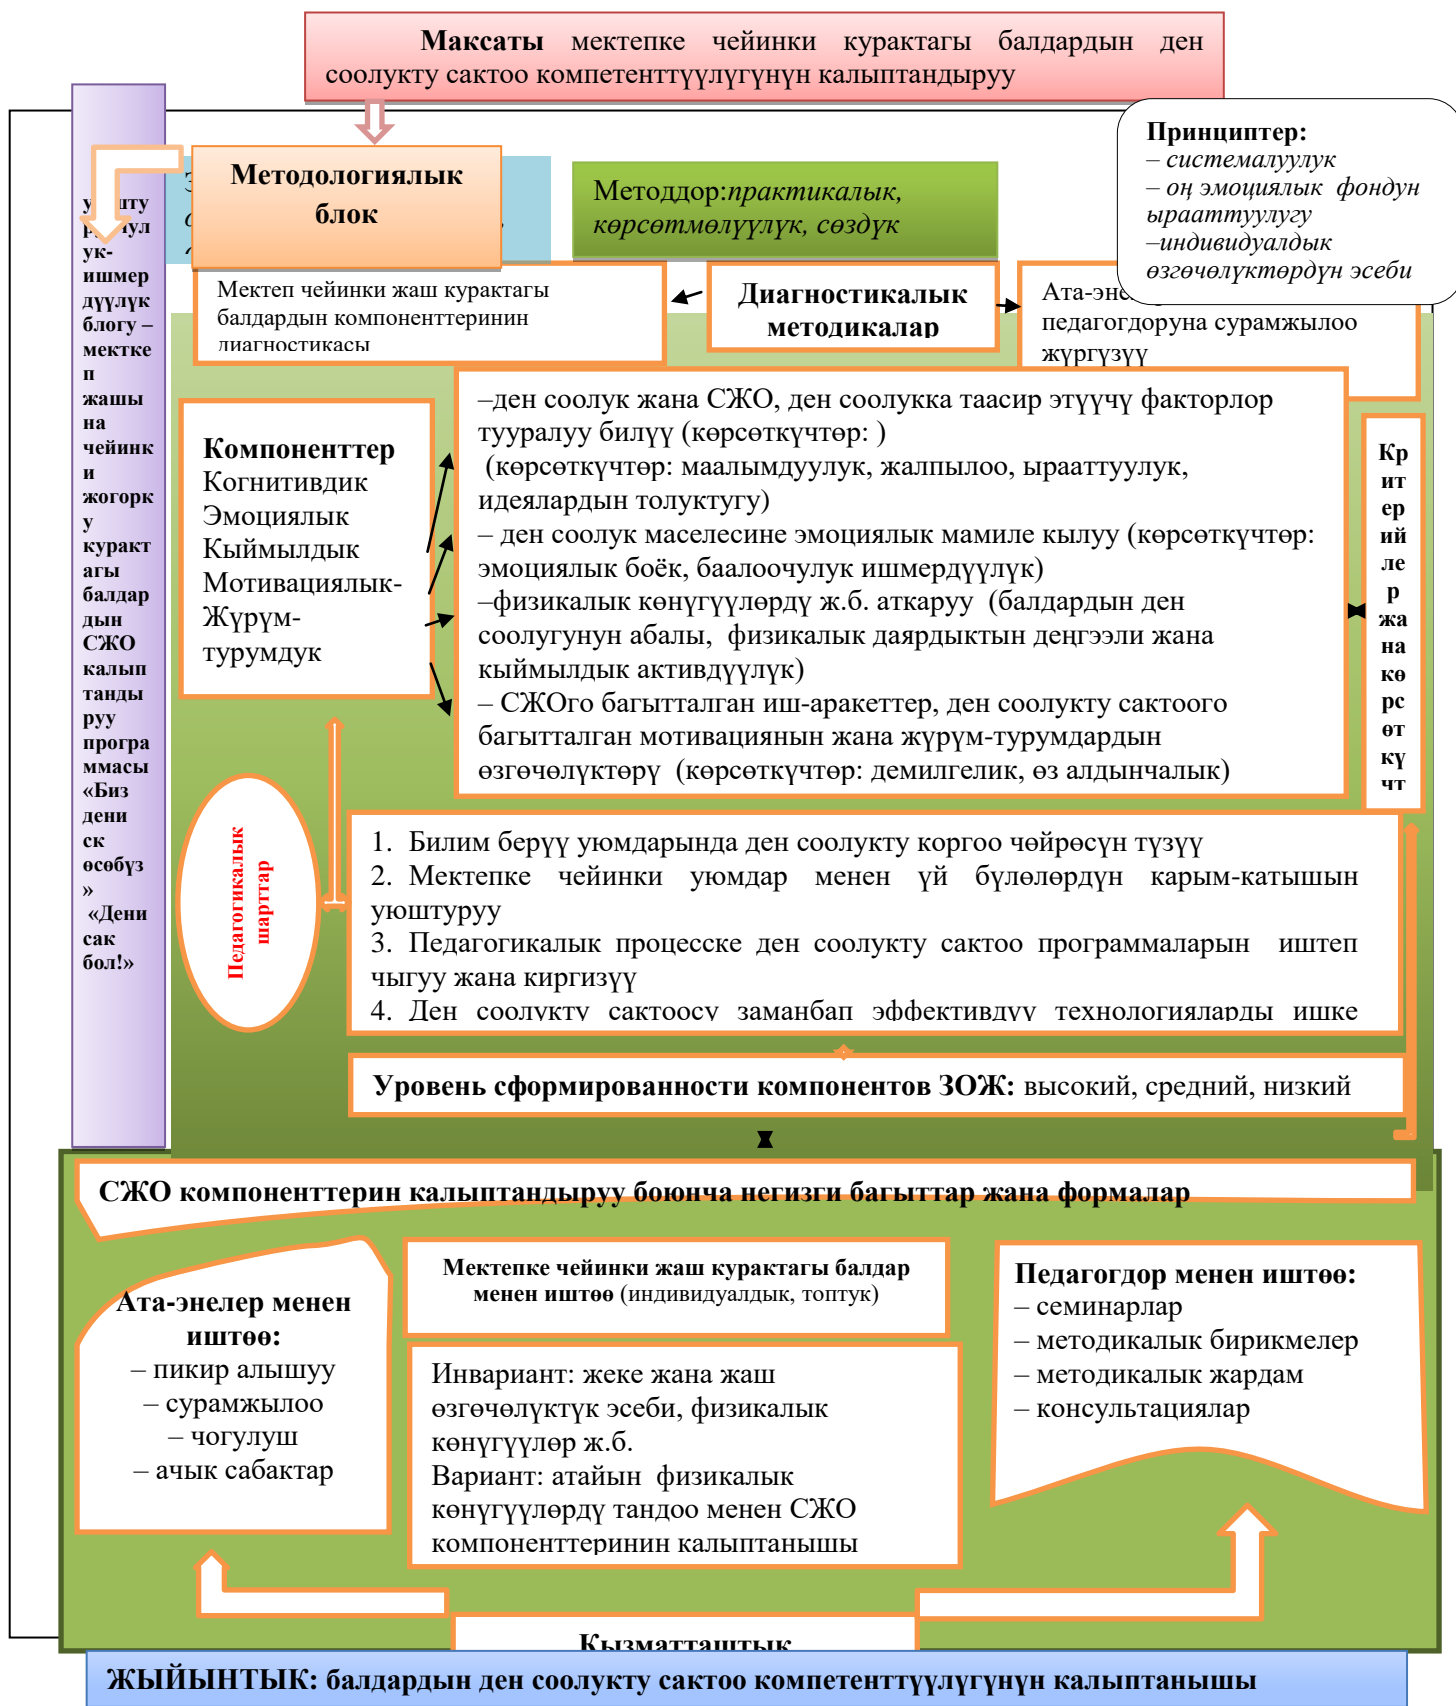 Максаты мектепке чейинки курактагы балдардын ден
соолукту сактоо компетенттүүлүгүнүн калыптандыруу
Принциптер:
– системалуулук
– оң эмоциялык фондун
ырааттуулугу
–индивидуалдык
өзгөчөлүктөрдүн эсеби
Методологиялык
блок
Методдор:практикалык,
көрсөтмөлүүлүк, сөздүк
ук-
ишмер
дүүлүк
блогу –
мектке
п
жашы
на
чейинк
и
жогорк
у
куракт
агы
балдар
дын
СЖО
калып
танды
руу
програ
ммасы
«Биз
дени
ск
өсөбүз
»
«Дени
сак
бол!»
Мектеп чейинки жаш курактагы
балдардын компоненттеринин
диагностикасы
Диагностикалык
методикалар
педагогдоруна сурамжылоо
жүргүзүү
Компоненттер
Когнитивдик
Эмоциялык
Кыймылдык
Мотивациялык-
Жүрүм-
турумдук
–ден соолук жана СЖО, ден соолукка таасир этүүчү факторлор
тууралуу билүү (көрсөткүчтөр: )
(көрсөткүчтөр: маалымдуулук, жалпылоо, ырааттуулук,
идеялардын толуктугу)
– ден соолук маселесине эмоциялык мамиле кылуу (көрсөткүчтөр:
эмоциялык боёк, баалоочулук ишмердүүлүк)
–физикалык көнүгүүлөрдү ж.б. аткаруу (балдардын ден
соолугунун абалы, физикалык даярдыктын деңгээли жана
кыймылдык активдүүлүк)
– СЖОго багытталган иш-аракеттер, ден соолукту сактоого
багытталган мотивациянын жана жүрүм-турумдардын
өзгөчөлүктөрү (көрсөткүчтөр: демилгелик, өз алдынчалык)
Кр
ит
ер
ий
ле
р
жа
на
кө
рс
өт
кү
чт
Педагогикалык
шарттар
1. Билим берүү уюмдарында ден соолукту коргоо чөйрөсүн түзүү
2. Мектепке чейинки уюмдар менен үй бүлөлөрдүн карым-катышын
уюштуруу
3. Педагогикалык процесске ден соолукту сактоо программаларын иштеп
чыгуу жана киргизүү
4. Ден соолукту сактоосу заманбап эффективдүү технологияларды ишке
Уровень сформированности компонентов ЗОЖ: высокий, средний, низкий
СЖО компоненттерин калыптандыруу боюнча негизги багыттар жана формалар
Ата-энелер менен
иштөө:
– пикир алышуу
– сурамжылоо
– чогулуш
– ачык сабактар
Мектепке чейинки жаш курактагы балдар
менен иштөө (индивидуалдык, топтук)
Инвариант: жеке жана жаш
өзгөчөлүктүк эсеби, физикалык
көнүгүүлөр ж.б.
Вариант: атайын физикалык
көнүгүүлөрдү тандоо менен СЖО
компоненттеринин калыптанышы
Педагогдор менен иштөө:
– семинарлар
– методикалык бирикмелер
– методикалык жардам
– консультациялар
Кызматташтык
ЖЫЙЫНТЫК: балдардын ден соолукту сактоо компетенттүүлүгүнүн калыптанышы